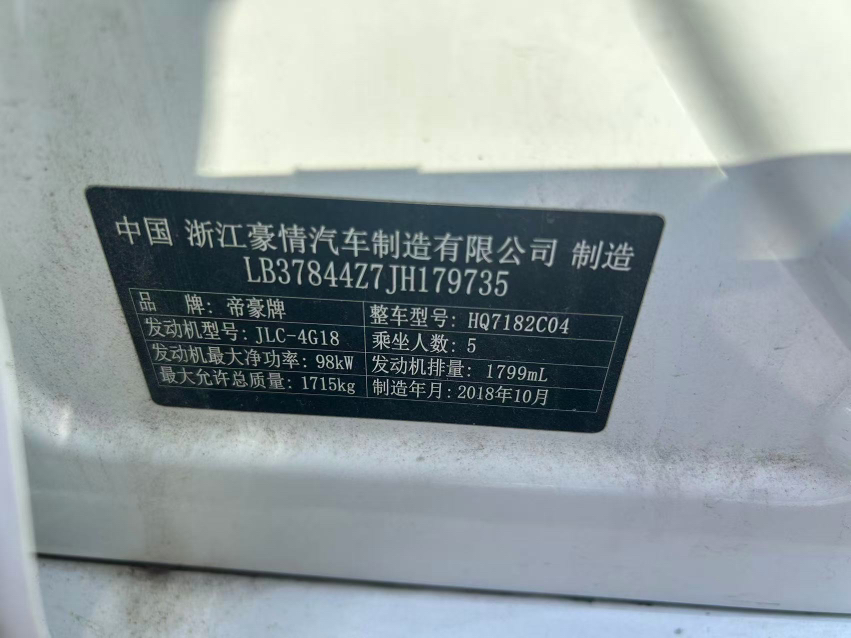 中国 浙江豪情汽车制造有限公司 制造
LB37844Z7JH179735
品 牌: 帝豪牌 整车型号: HQ7182C04
发动机型号: JLC-4G18 乘坐人数: 5
发动机最大净功率: 98kW 发动机排量: 1799mL
最大允许总质量: 1715kg 制造年月: 2018年10月